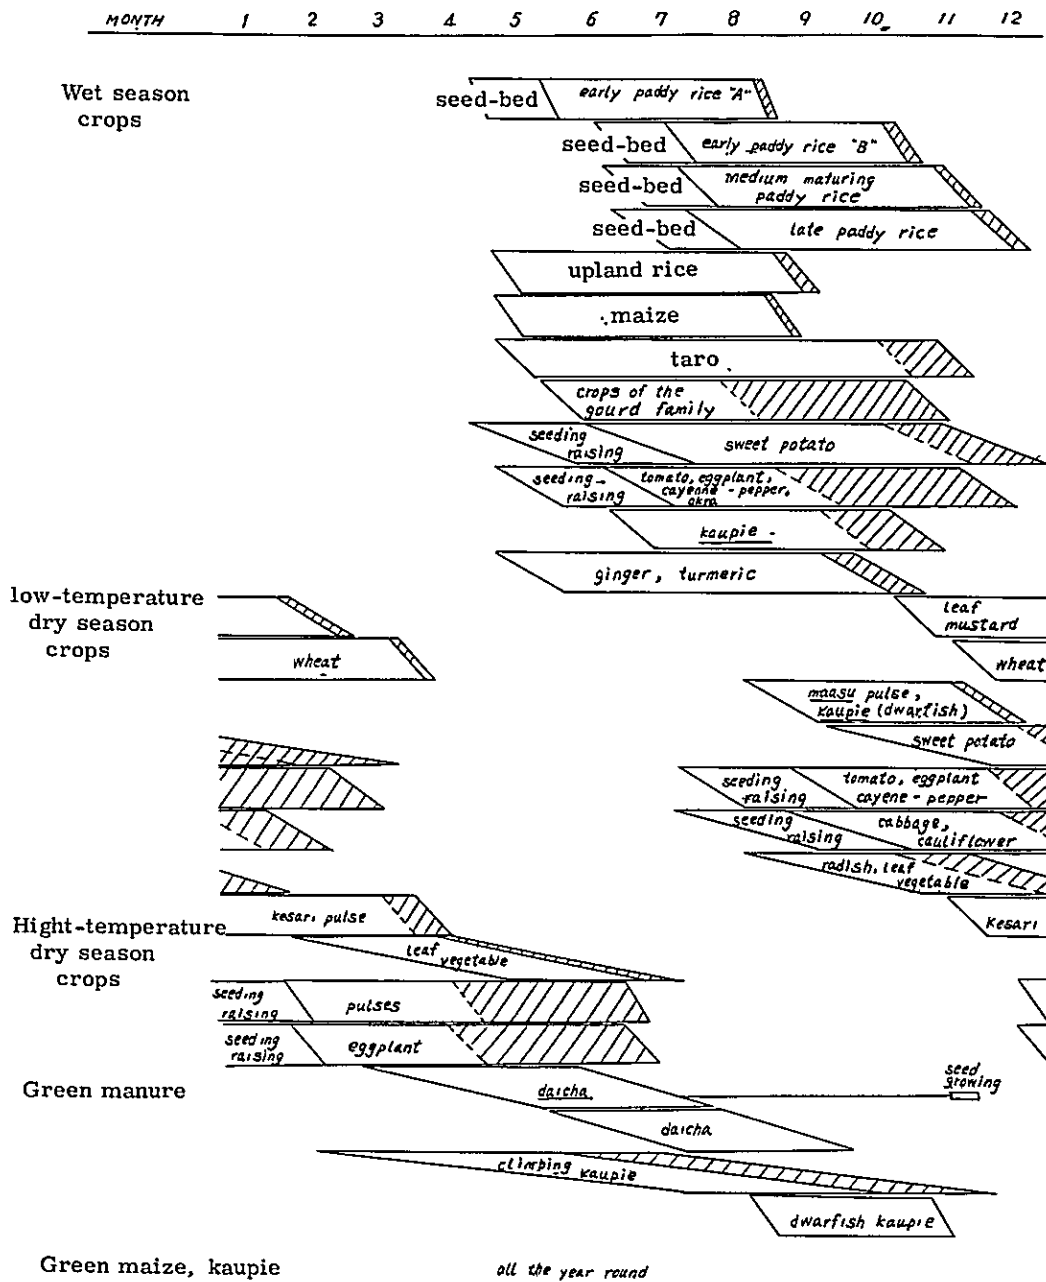 MONTH 1 2 3 4 5 6 7 8 9 10 11 12
Wet season
crops
seed-bed early paddy rice "A"
seed-bed early paddy rice "B"
seed-bed medium maturing
paddy rice
seed-bed late paddy rice
upland rice
maize
taro
crops of the
gourd family
seeding
raising sweet potato
seeding
raising
tomato, eggplant,
cayenne - pepper,
okra
kaupie
ginger, turmeric
low-temperature
dry season
crops
leaf
mustard
wheat
wheat
maasu pulse,
kaupie (dwarfish)
sweet potato
seeding
raising
tomato, eggplant
cayene - pepper
seeding
raising
cabbage,
cauliflower
radish, leaf
vegetable
kesari pulse
Kesari
Hight-temperature
dry season
crops
leaf
vegetable
seeding
raising
pulses
seeding
raising
eggplant
Green manure
daicha
seed
growing
daicha
climbing
kaupie
dwarfish kaupie
Green maize, kaupie all the year round